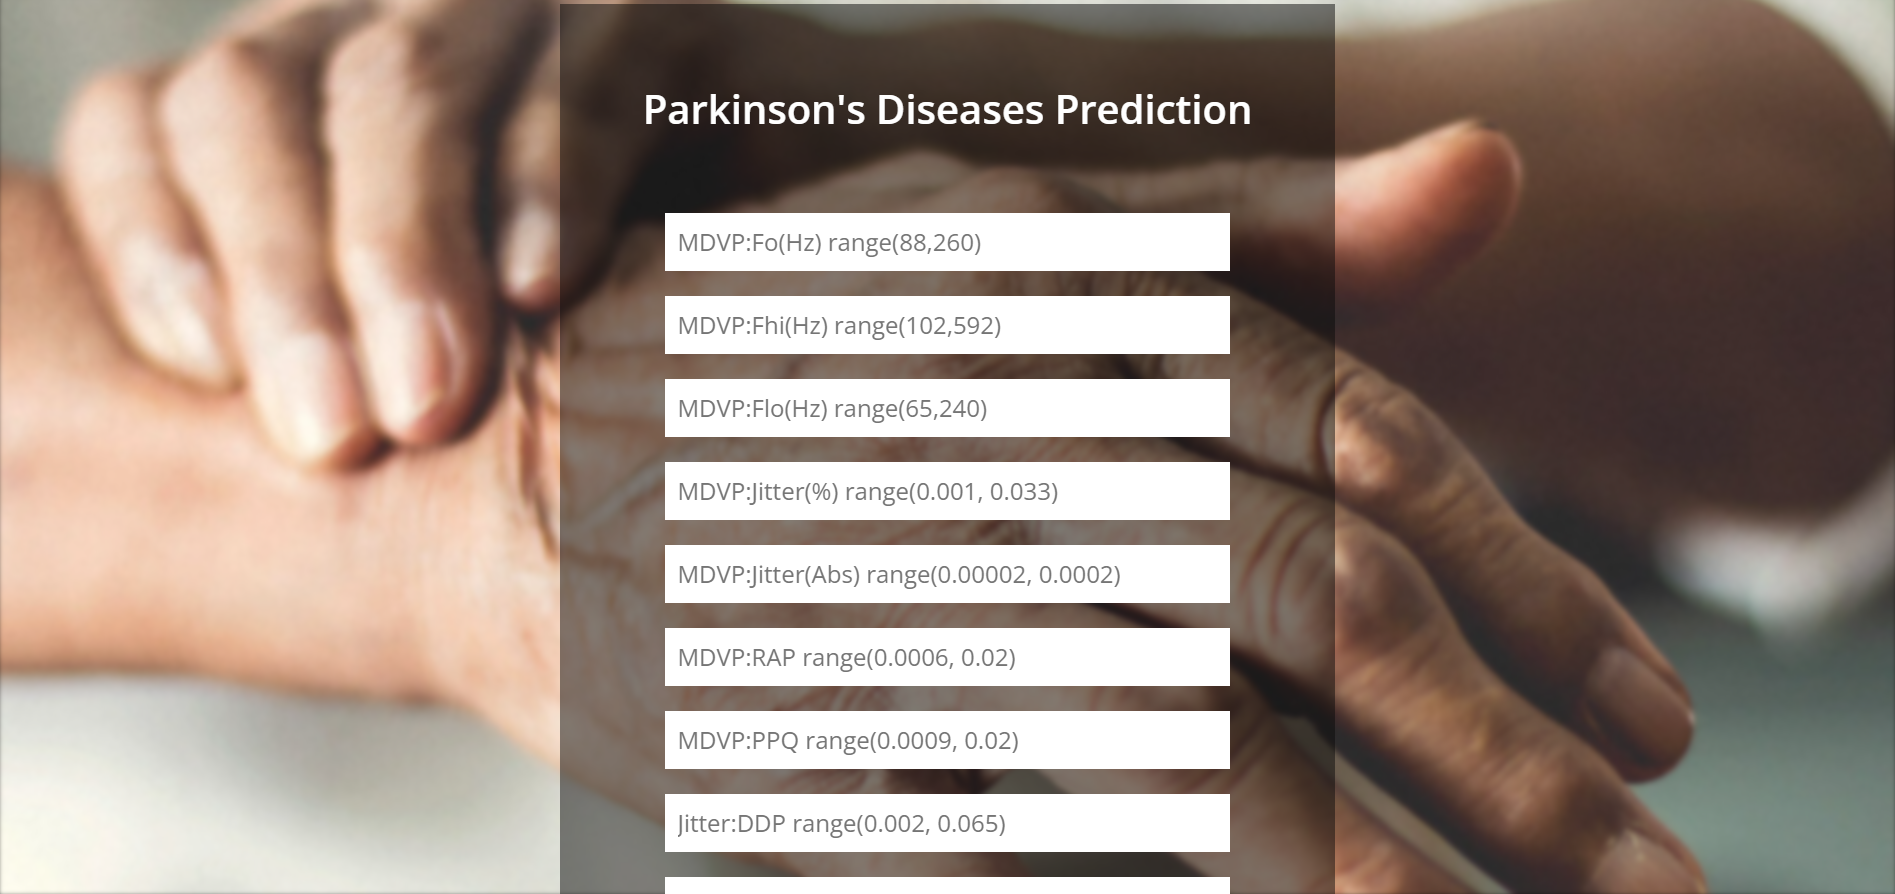 Parkinson's Diseases Prediction
MDVP:Fo(Hz) range(88,260)
MDVP:Fhi(Hz) range(102,592)
MDVP:Flo(Hz) range(65,240)
MDVP:Jitter(%) range(0.001, 0.033)
MDVP:Jitter(Abs) range(0.00002, 0.0002)
MDVP:RAP range(0.0006, 0.02)
MDVP:PPQ range(0.0009, 0.02)
Jitter:DDP range(0.002, 0.065)